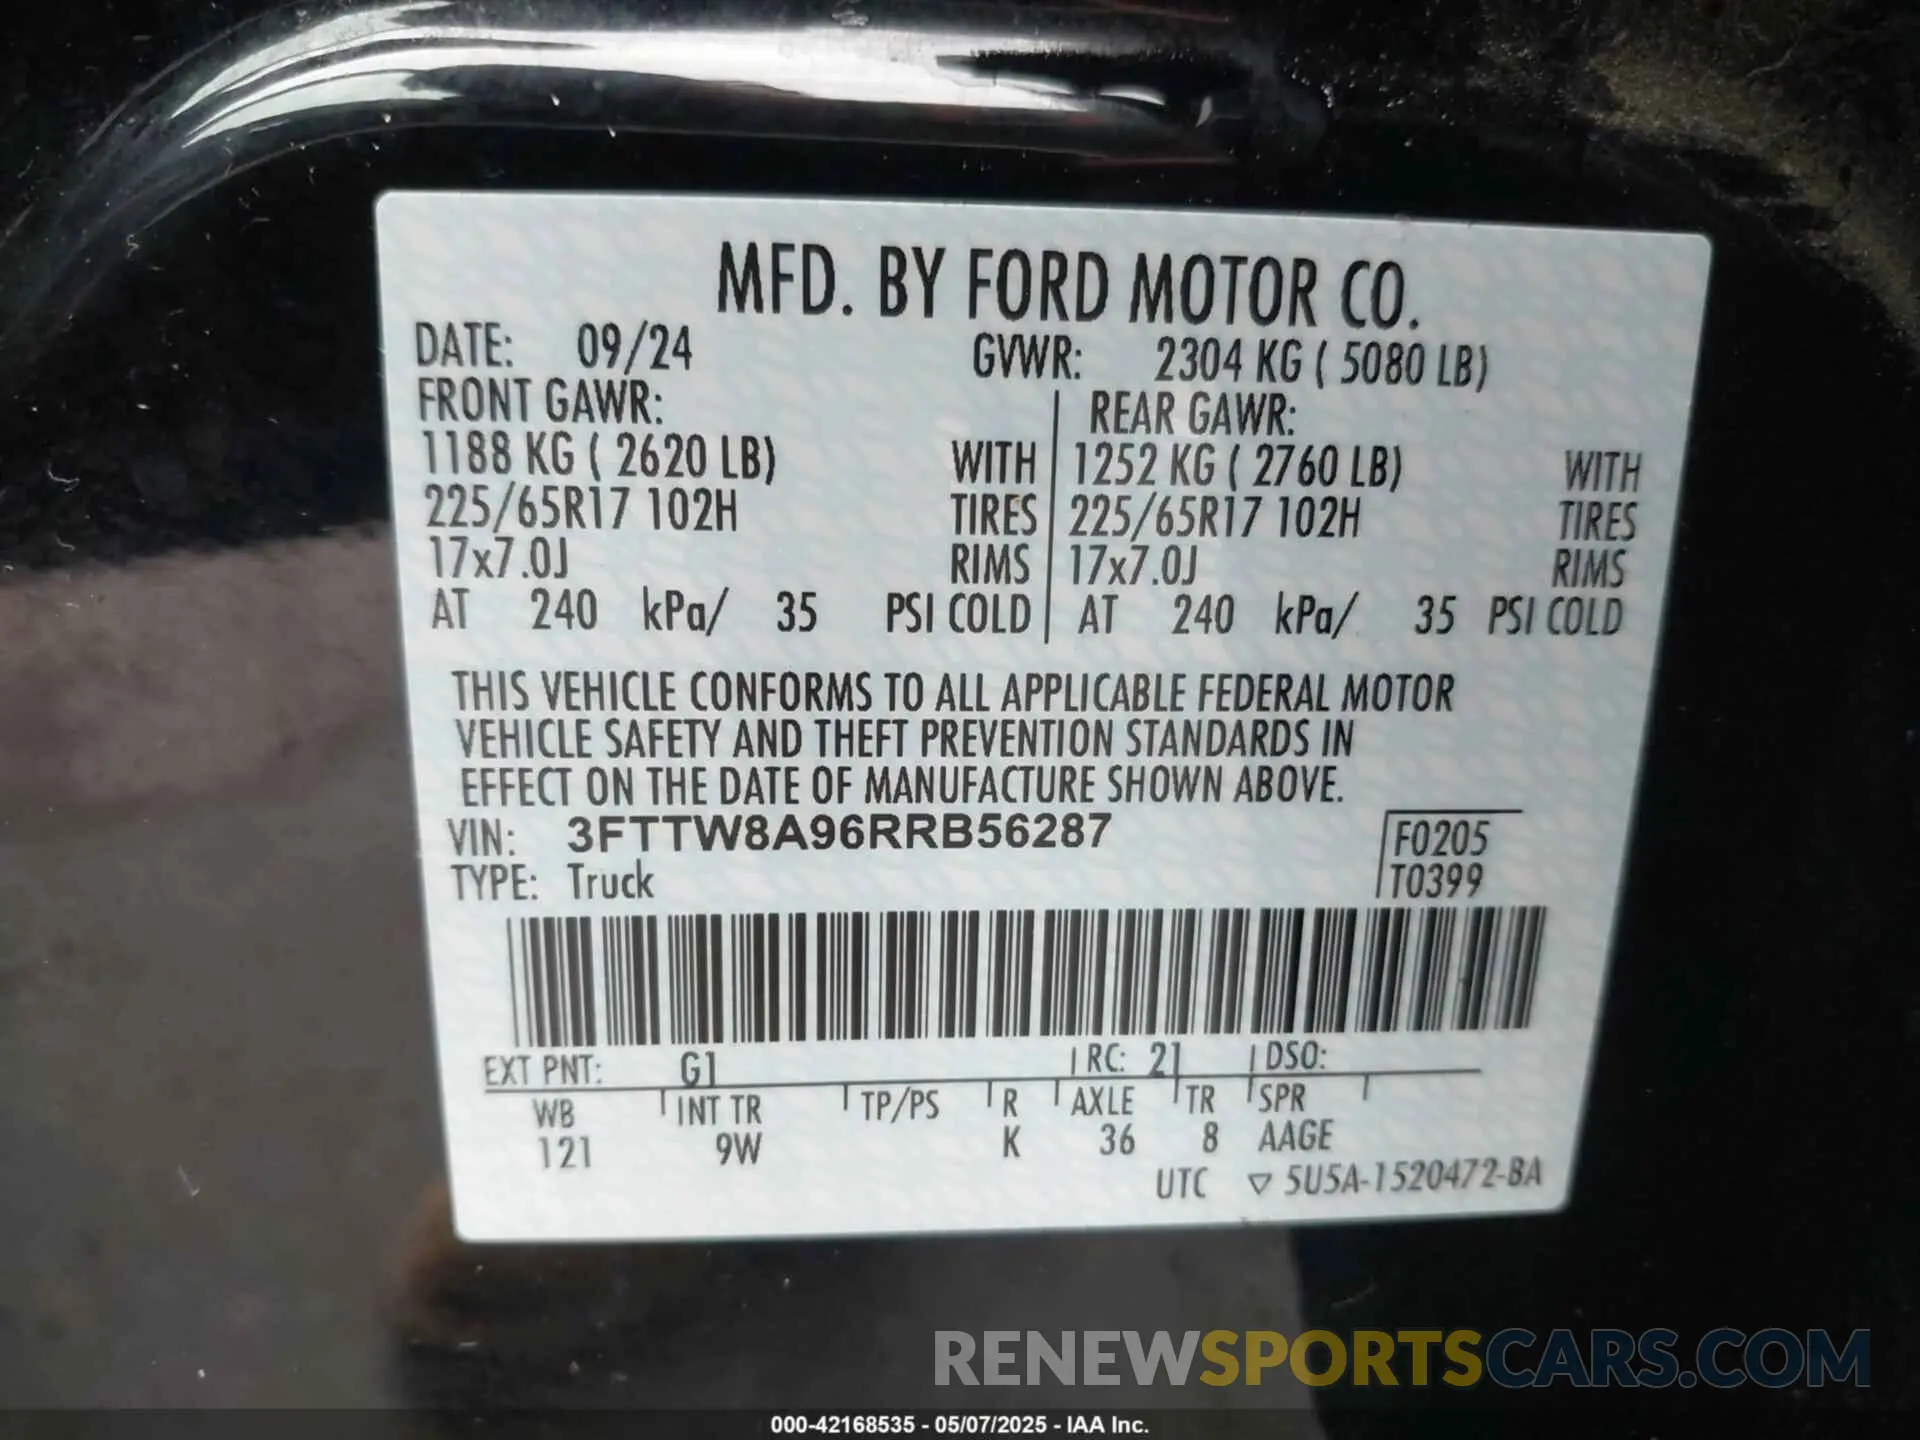 MFD. BY FORD MOTOR CO.
DATE: 09/24 GVWR: 2304 KG ( 5080 LB)
FRONT GAWR: REAR GAWR:
1188 KG ( 2620 LB) WITH 1252 KG ( 2760 LB) WITH
225/65R17 102H TIRES 225/65R17 102H TIRES
17x7.0J RIMS 17x7.0J RIMS
AT 240 kPa/ 35 PSI COLD AT 240 kPa/ 35 PSI COLD
THIS VEHICLE CONFORMS TO ALL APPLICABLE FEDERAL MOTOR
VEHICLE SAFETY AND THEFT PREVENTION STANDARDS IN
EFFECT ON THE DATE OF MANUFACTURE SHOWN ABOVE.
VIN: 3FTTW8A96RRB56287 F0205
TYPE: Truck T0399
EXT PNT: G1 RC: 21 DSO:
WB INT TR TP/PS R AXLE TR SPR
121 9W K 36 8 AAGE
UTC ▽ 5U5A-1520472-BA
RENEWSPORTSCARS.COM
000-42168535 - 05/07/2025 - IAA Inc.